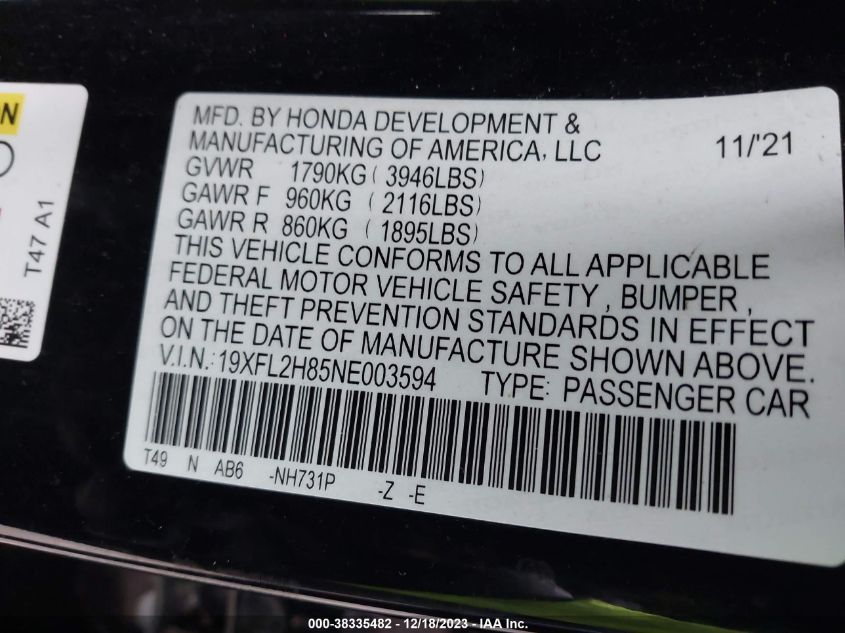 ON
T47 A1
MFD. BY HONDA DEVELOPMENT &
MANUFACTURING OF AMERICA, LLC 11/'21
GVWR 1790KG ( 3946LBS)
GAWR F 960KG ( 2116LBS)
GAWR R 860KG ( 1895LBS)
THIS VEHICLE CONFORMS TO ALL APPLICABLE
FEDERAL MOTOR VEHICLE SAFETY , BUMPER ,
AND THEFT PREVENTION STANDARDS IN EFFECT
ON THE DATE OF MANUFACTURE SHOWN ABOVE.
V.I.N.: 19XFL2H85NE003594 TYPE: PASSENGER CAR
T49 N AB6 -NH731P -Z -E
000-38335482 - 12/18/2023 - IAA Inc.